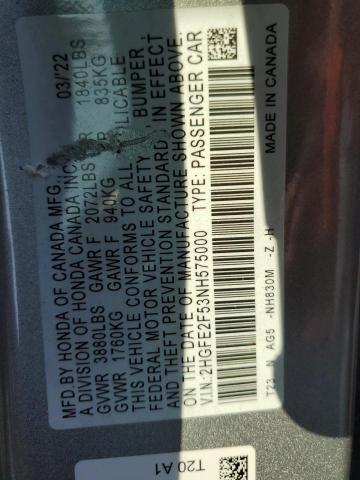 MFD BY HONDA OF CANADA MFG. 03/'22
A DIVISION OF HONDA CANADA INC.
GVWR 3880LBS GAWR F 2072LBS R 1840LBS
GVWR 1760KG GAWR F 940KG R 835KG
THIS VEHICLE CONFORMS TO ALL LICABLE
FEDERAL MOTOR VEHICLE SAFETY BUMPER,
AND THEFT PREVENTION STANDARD IN EFFECT
ON THE DATE OF MANUFACTURE SHOWN ABOVE.
V.I.N:2HGFE2F53NH575000 TYPE: PASSENGER CAR
T23 N AG5 -NH830M -Z -H MADE IN CANADA
T20 A1